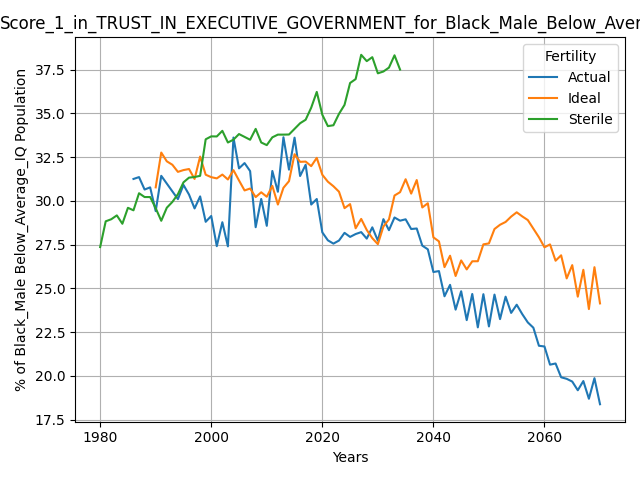 Score_1_in_TRUST_IN_EXECUTIVE_GOVERNMENT_for_Black_Male_Below_Aver
% of Black_Male Below_Average_IQ Population
37.5
35.0
32.5
30.0
27.5
25.0
22.5
20.0
17.5
Fertility
Actual
Ideal
Sterile
1980
2000
2020
2040
2060
Years